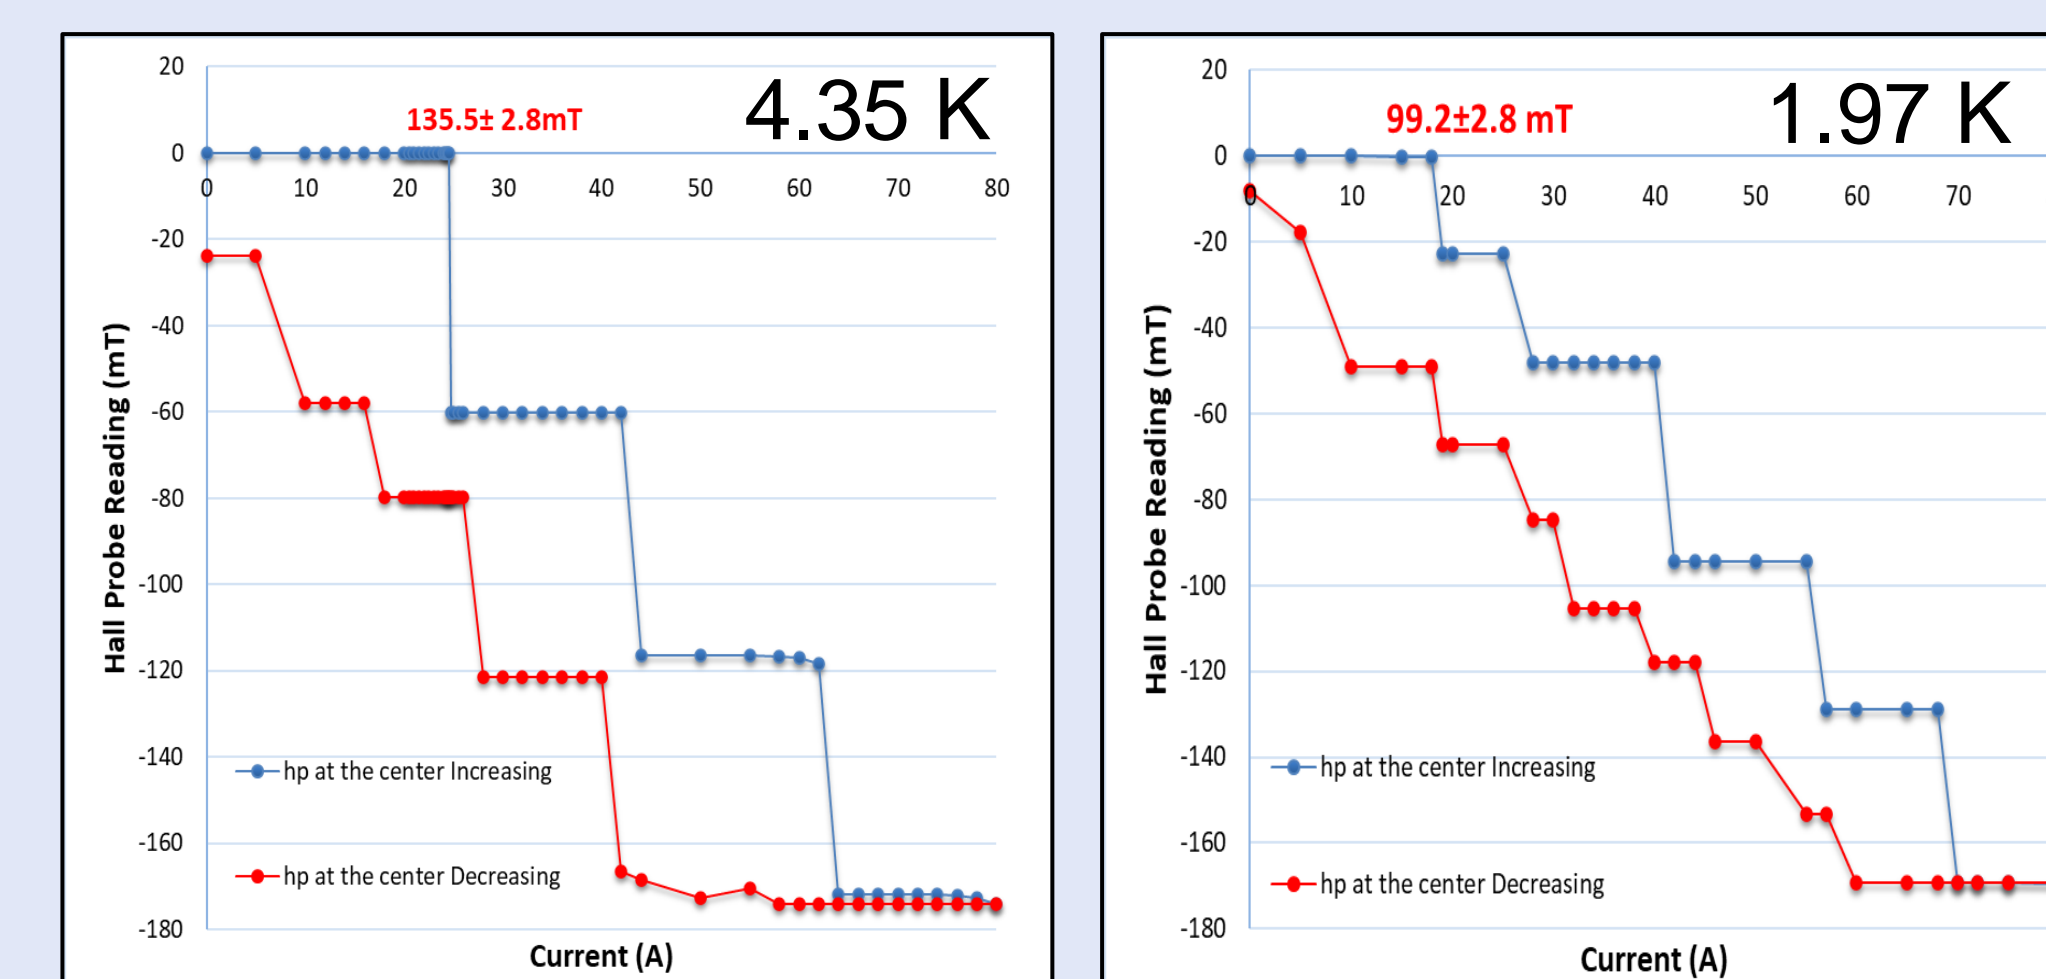 4.35 K
135.5± 2.8mT
20
0
-20
-40
-60
-80
-100
-120
-140
-160
-180
0 10 20 30 40 50 60 70 80
Hall Probe Reading (mT)
hp at the center Increasing
hp at the center Decreasing
Current (A)
1.97 K
99.2±2.8 mT
20
0
-20
-40
-60
-80
-100
-120
-140
-160
-180
0 10 20 30 40 50 60 70
Hall Probe Reading (mT)
hp at the center Increasing
hp at the center Decreasing
Current (A)